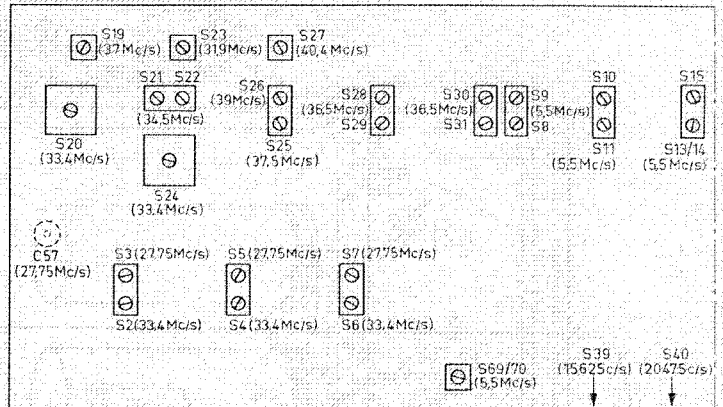 S19
(37Mc/s)
S23
(31,9Mc/s)
S27
(40,4 Mc/s)
S21 S22
(34,5Mc/s)
S20
(33,4Mc/s)
S24
(33,4Mc/s)
S26
(39Mc/s)
S25
(37,5Mc/s)
S28
(36,5Mc/s)
S29
S30
(36,5Mc/s)
S31
S9
(5,5Mc/s)
S8
S10
S11
(5,5Mc/s)
S15
S13/14
(5,5Mc/s)
C57
(27,75Mc/s)
S3(27,75Mc/s)
S2(33,4Mc/s)
S5(27,75Mc/s)
S4(33,4Mc/s)
S7(27,75Mc/s)
S6(33,4Mc/s)
S69/70
(5,5Mc/s)
S39
(15625c/s)
S40
(20475c/s)